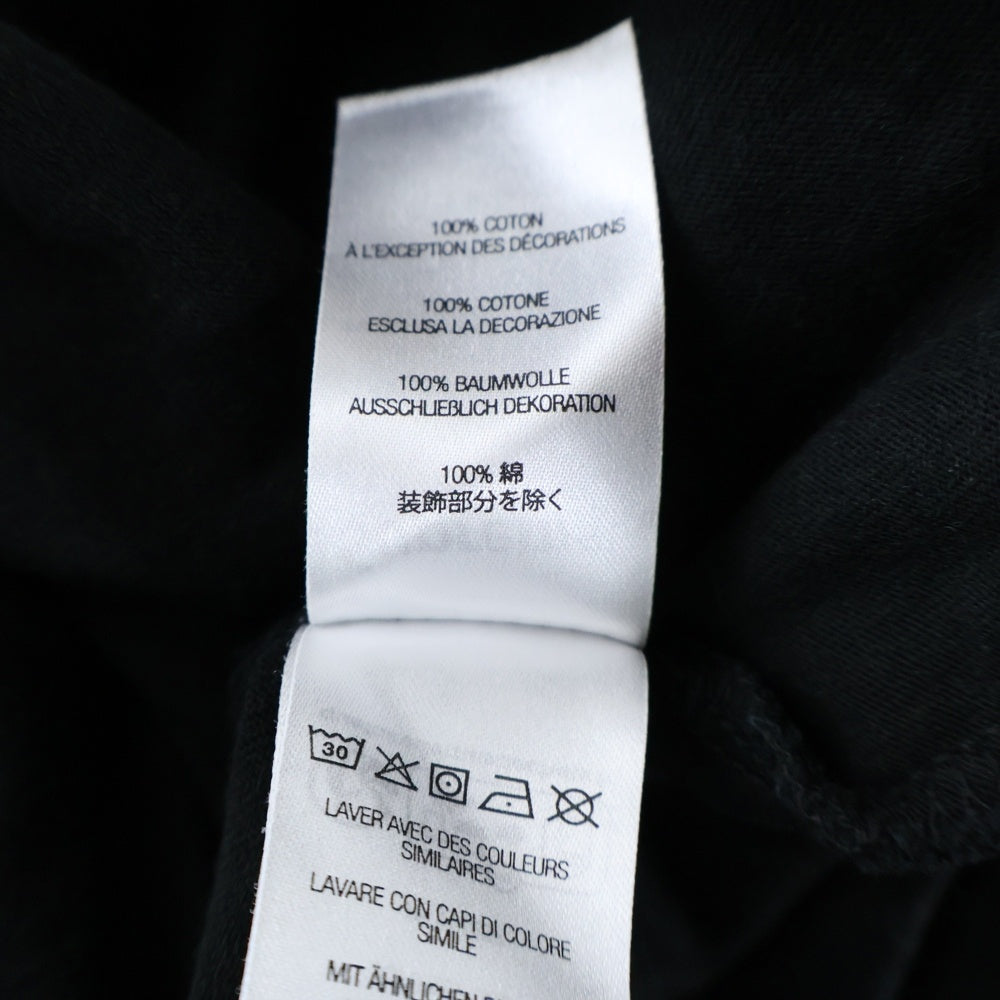 100% COTON
À L'EXCEPTION DES DÉCORATIONS
100% COTONE
ESCLUSA LA DECORAZIONE
100% BAUMWOLLE
AUSSCHLIEßLICH DEKORATION
100% 綿
装飾部分を除く
30
LAVER AVEC DES COULEURS
SIMILAIRES
LAVARE CON CAPI DI COLORE
SIMILE
MIT ÄHNLICHEN